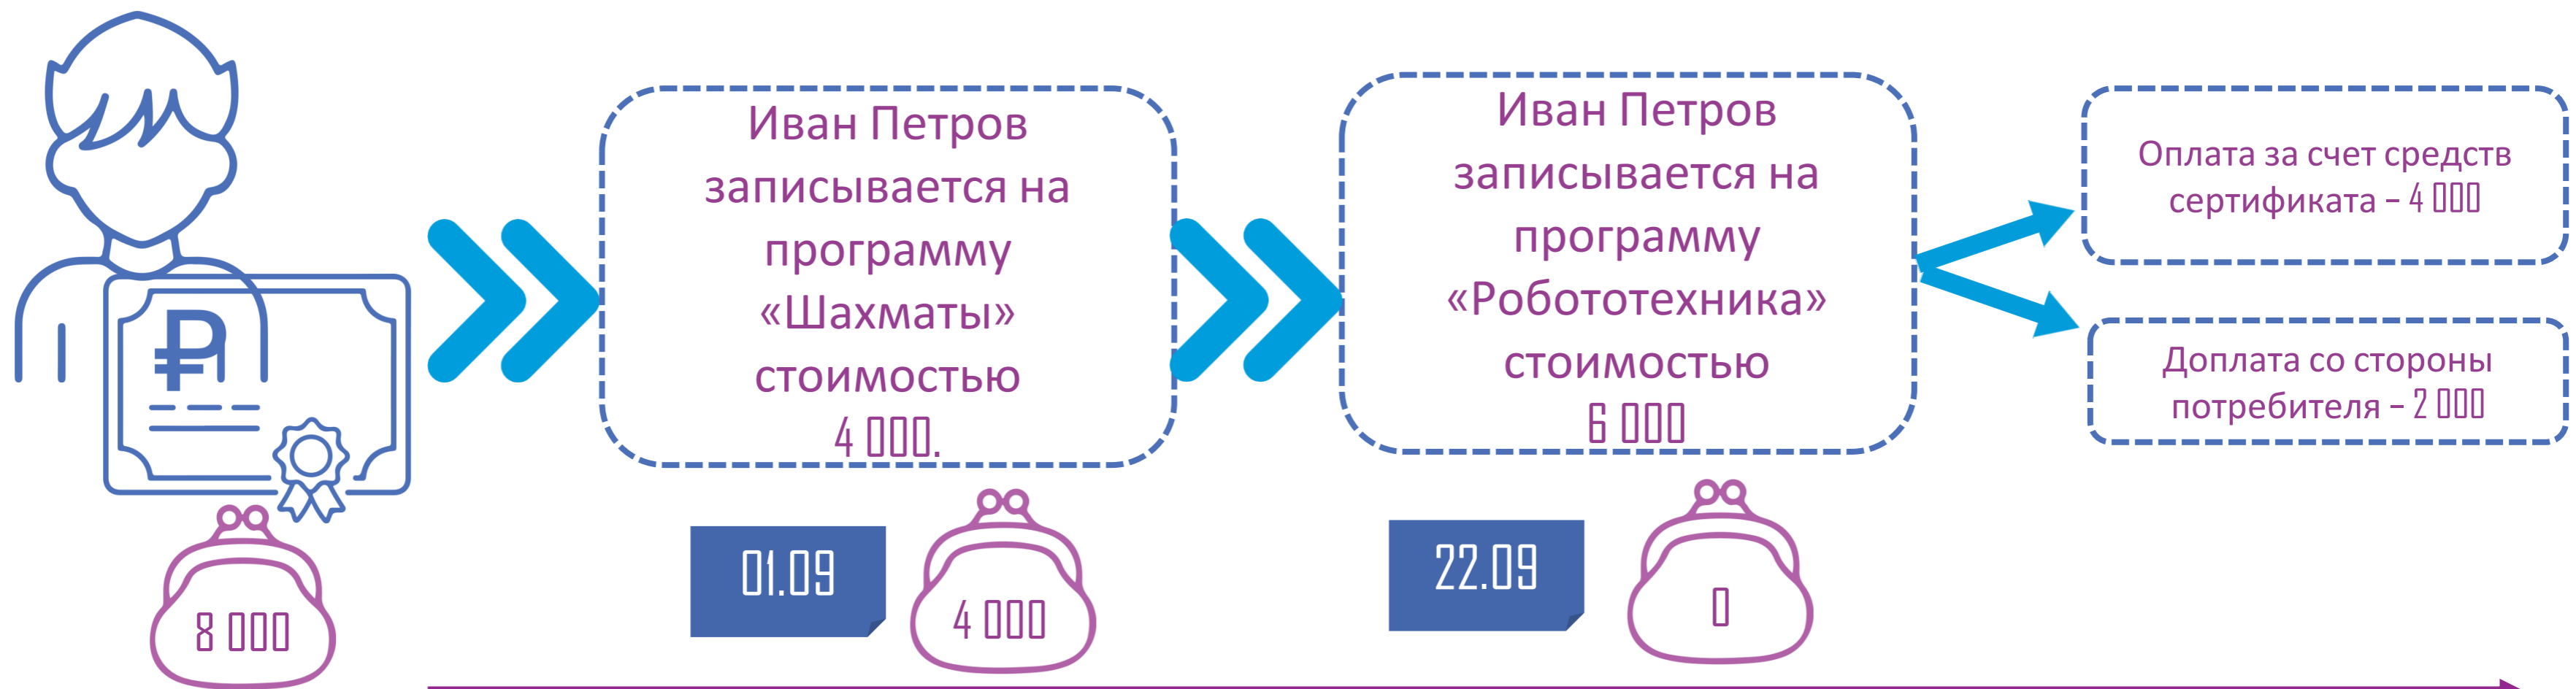 ₽
8 000
Иван Петров
записывается на
программу
«Шахматы»
стоимостью
4 000.
01.09
4 000
Иван Петров
записывается на
программу
«Робототехника»
стоимостью
6 000
22.09
0
Оплата за счет средств
сертификата – 4 000
Доплата со стороны
потребителя – 2 000